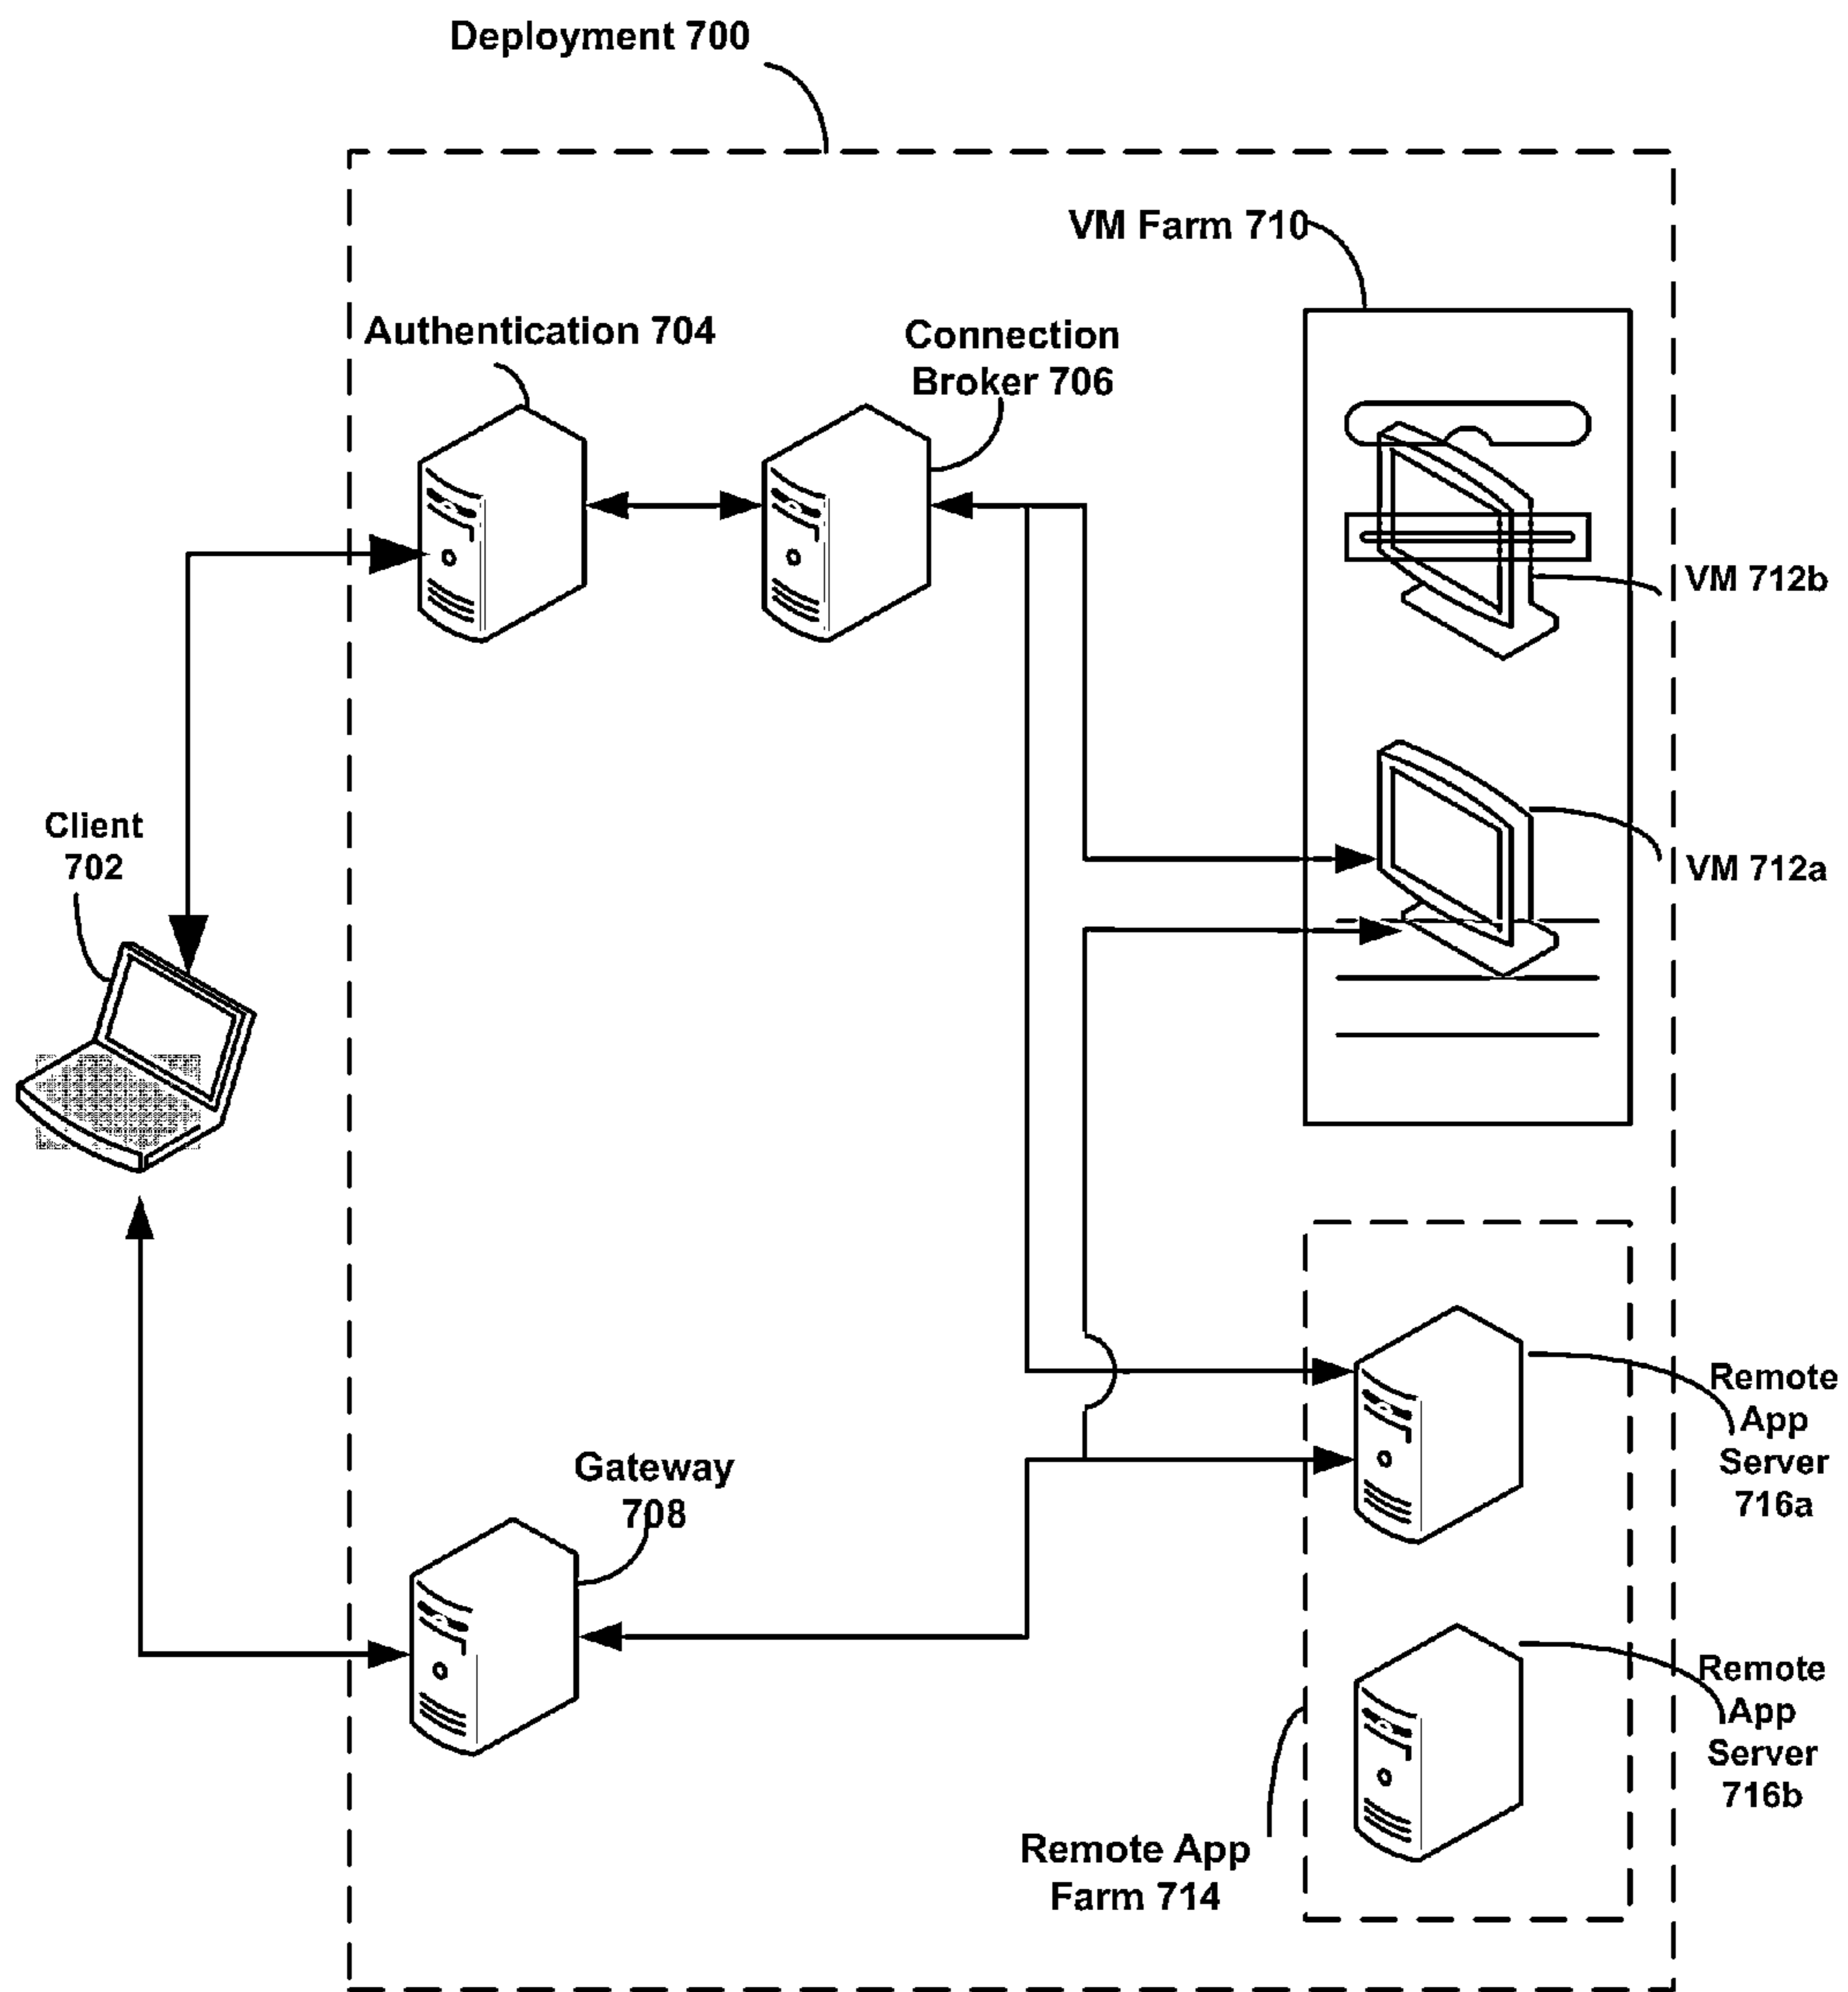 Deployment 700
VM Farm 710
Authentication 704
Connection
Broker 706
VM 712b
Client
702
VM 712a
Remote
App
Server
716a
Gateway
708
Remote
App
Server
716b
Remote App
Farm 714